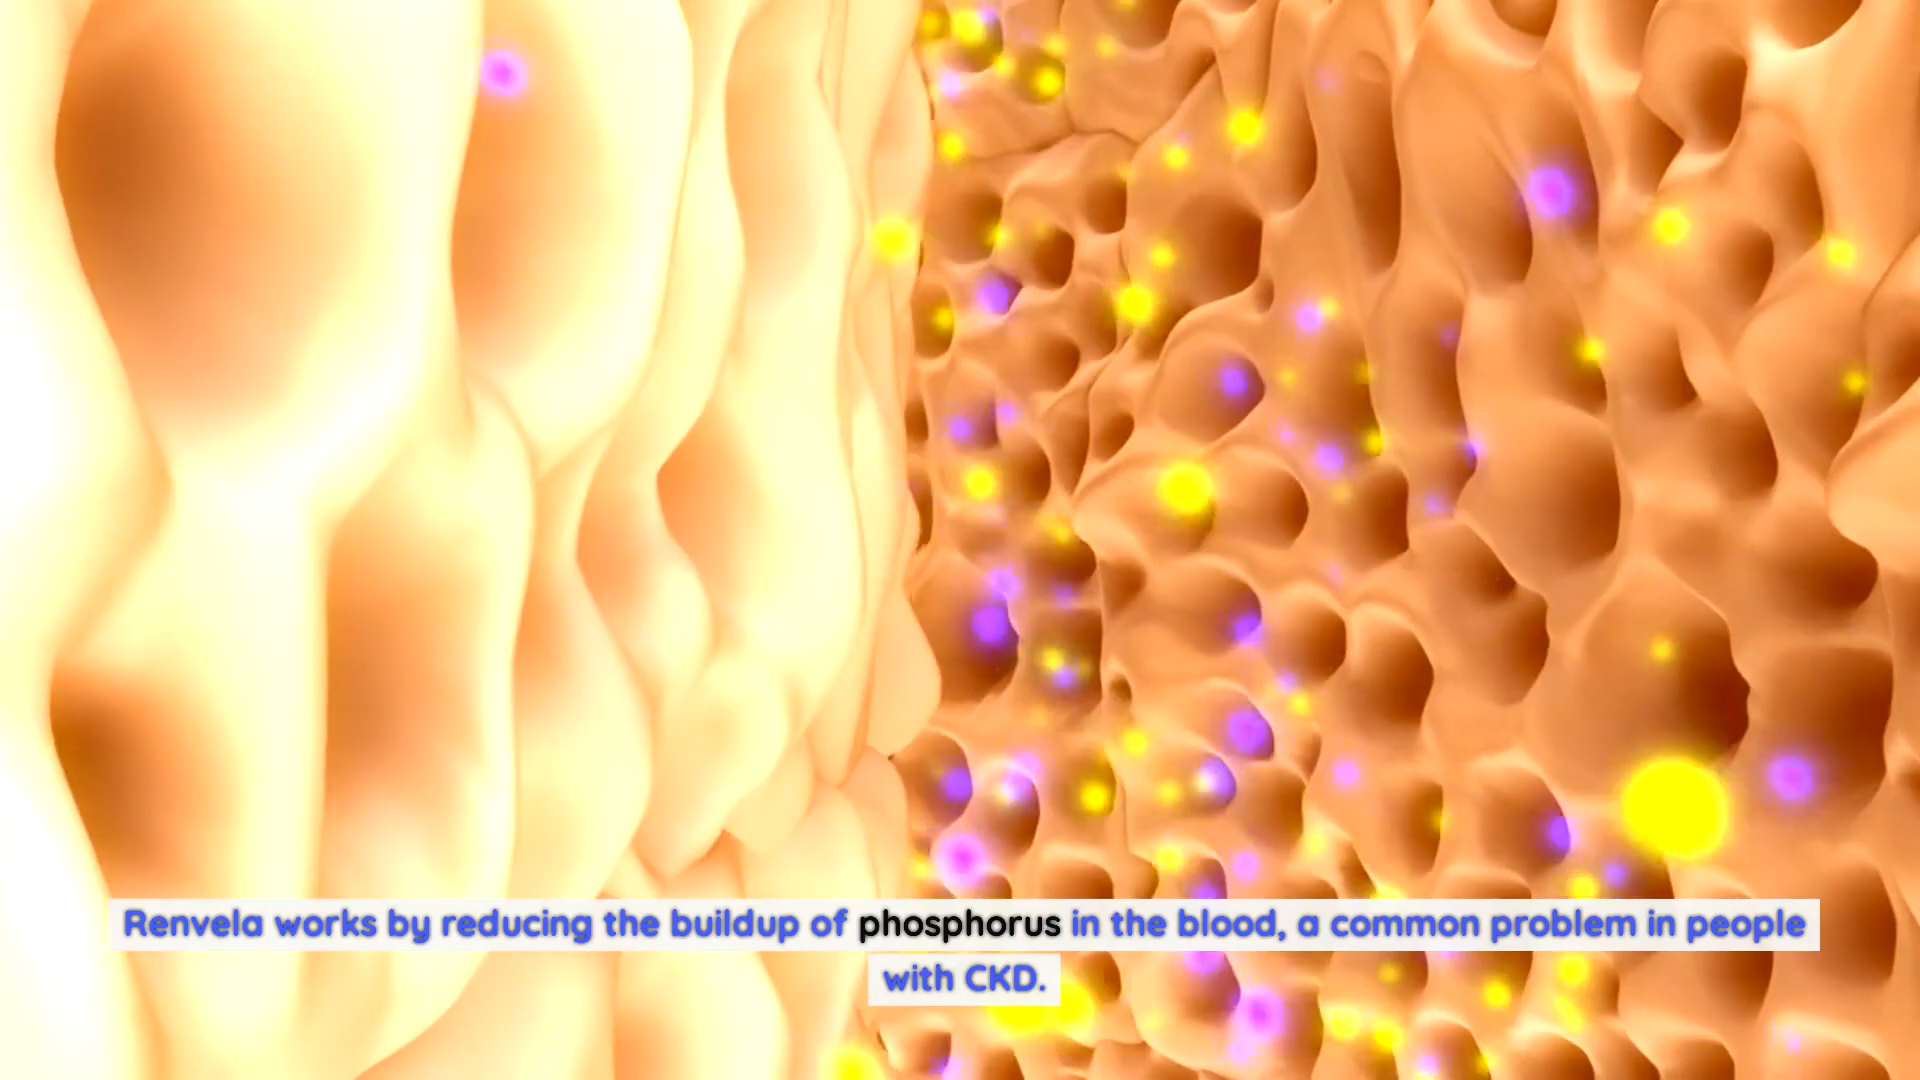 Renvela works by reducing the buildup of phosphorus in the blood, a common problem in people
with CKD.